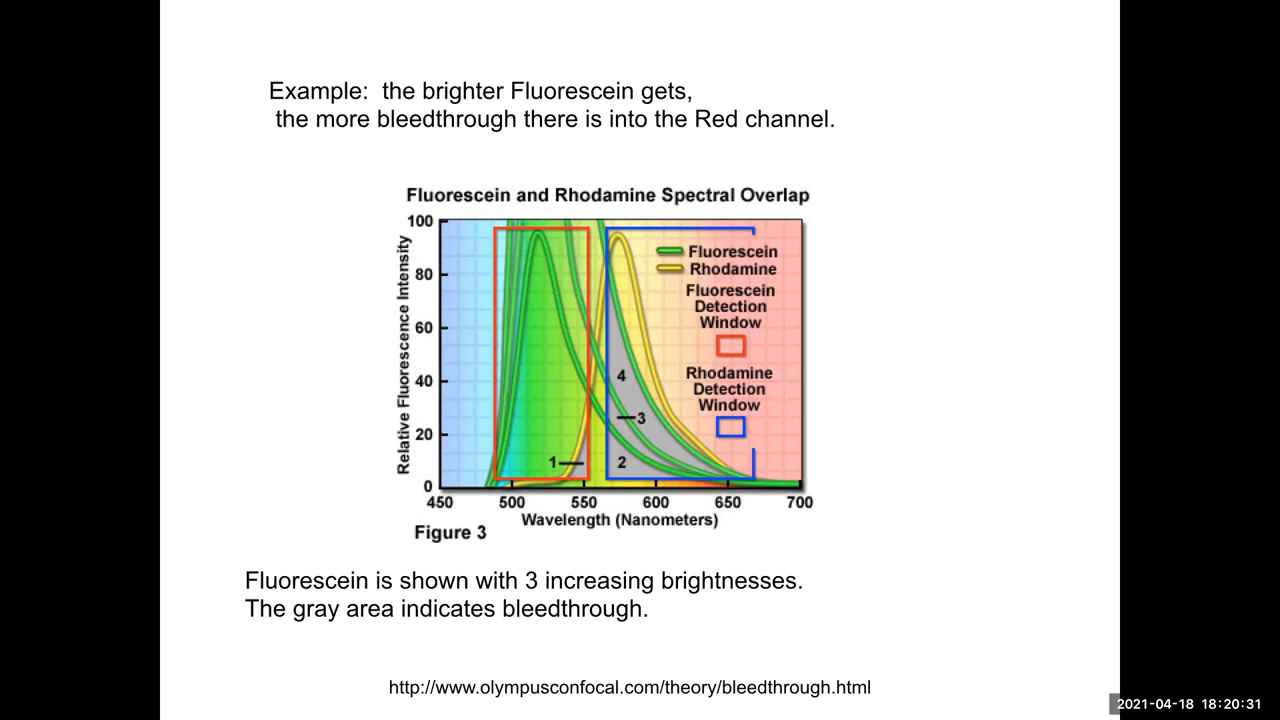 Example:  the brighter Fluorescein gets,
the more bleedthrough there is into the Red channel.
Fluorescein and Rhodamine Spectral Overlap
Relative Fluorescence Intensity
100
80
60
40
20
0
Fluorescein
Rhodamine
Fluorescein
Detection
Window
Rhodamine
Detection
Window
4
3
1
2
450 500 550 600 650 700
Wavelength (Nanometers)
Figure 3
Fluorescein is shown with 3 increasing brightnesses.
The gray area indicates bleedthrough.
http://www.olympusconfocal.com/theory/bleedthrough.html
2021-04-18 18:20:31